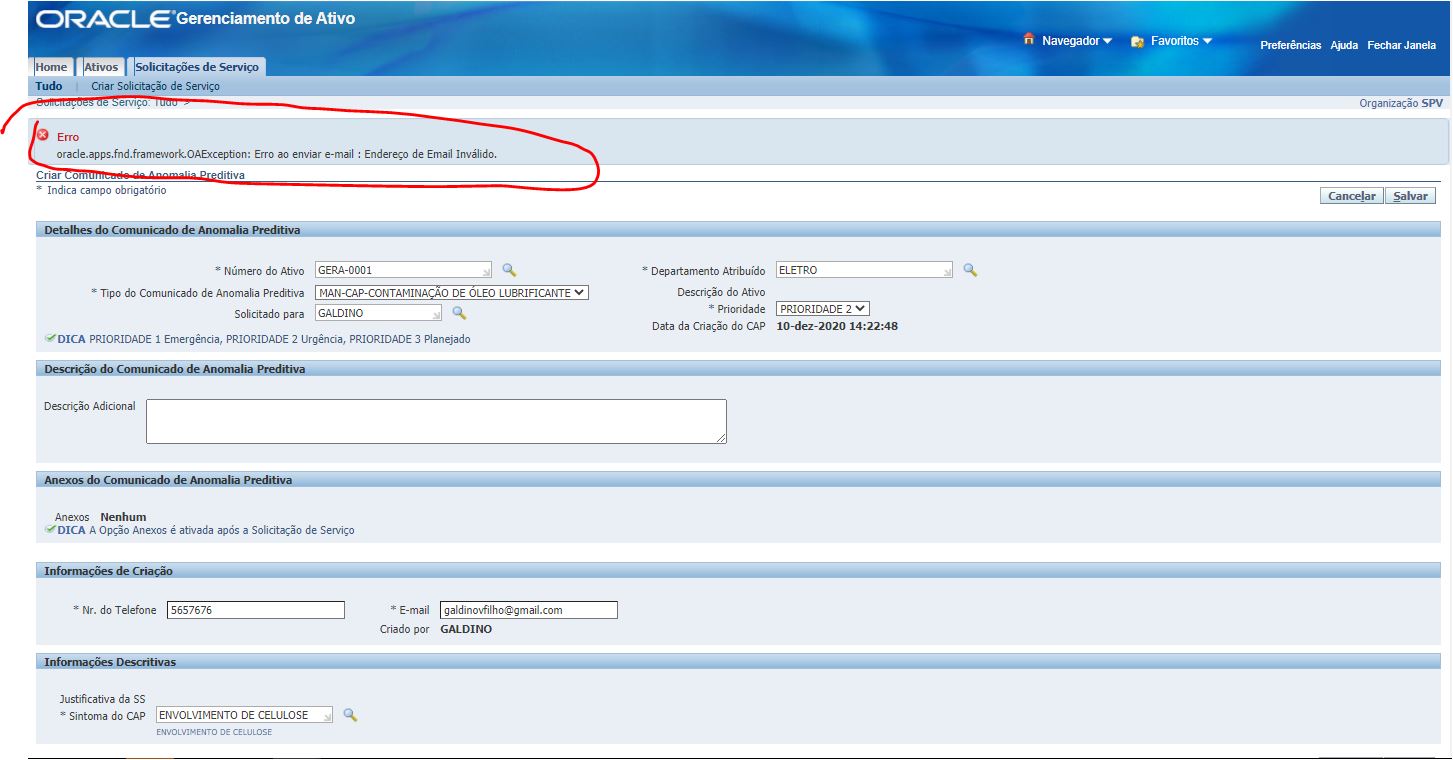 ORACLE Gerenciamento de Ativo
Navegador Favoritos Preferências Ajuda Fechar Janela
Home Ativos Solicitações de Serviço
Tudo | Criar Solicitação de Serviço
Solicitações de Serviço: Tudo >
Organização SPV
Erro
oracle.apps.fnd.framework.OAException: Erro ao enviar e-mail : Endereço de Email Inválido.
Criar Comunicado de Anomalia Preditiva
* Indica campo obrigatório
Cancelar Salvar
Detalhes do Comunicado de Anomalia Preditiva
* Número do Ativo GERA-0001 * Departamento Atribuído ELETRO
* Tipo do Comunicado de Anomalia Preditiva MAN-CAP-CONTAMINAÇÃO DE ÓLEO LUBRIFICANTE Descrição do Ativo
* Prioridade PRIORIDADE 2
Solicitado para GALDINO
Data da Criação do CAP 10-dez-2020 14:22:48
DICA PRIORIDADE 1 Emergência, PRIORIDADE 2 Urgência, PRIORIDADE 3 Planejado
Descrição do Comunicado de Anomalia Preditiva
Descrição Adicional
Anexos do Comunicado de Anomalia Preditiva
Anexos Nenhum
DICA A Opção Anexos é ativada após a Solicitação de Serviço
Informações de Criação
* Nr. do Telefone 5657676 * E-mail galdinovfilho@gmail.com
Criado por GALDINO
Informações Descritivas
Justificativa da SS
* Sintoma do CAP ENVOLVIMENTO DE CELULOSE
ENVOLVIMENTO DE CELULOSE